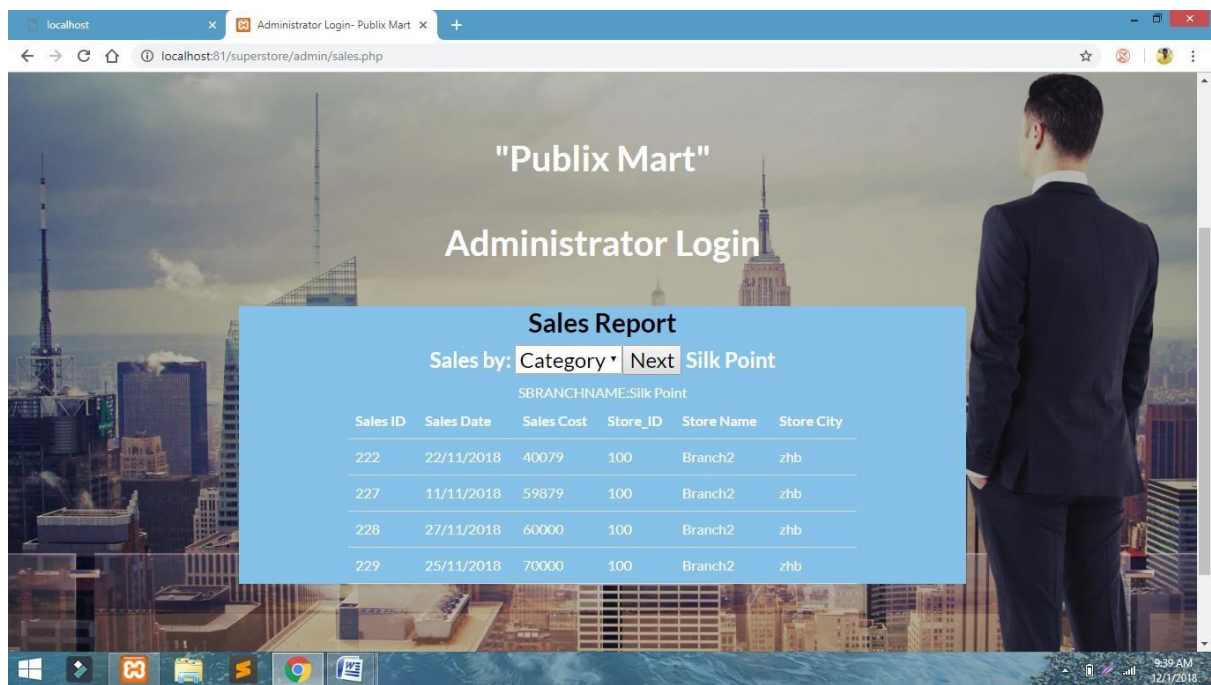 localhost
Administrator Login- Publix Mart
localhost:81/superstore/admin/sales.php
"Publix Mart"
Administrator Login
Sales Report
Sales by: Category Next Silk Point
SBRANCHNAME:Silk Point
Sales ID Sales Date Sales Cost Store_ID Store Name Store City
222 22/11/2018 40079 100 Branch2 zhb
227 11/11/2018 59879 100 Branch2 zhb
228 27/11/2018 60000 100 Branch2 zhb
229 25/11/2018 70000 100 Branch2 zhb
9:39 AM
12/1/2018